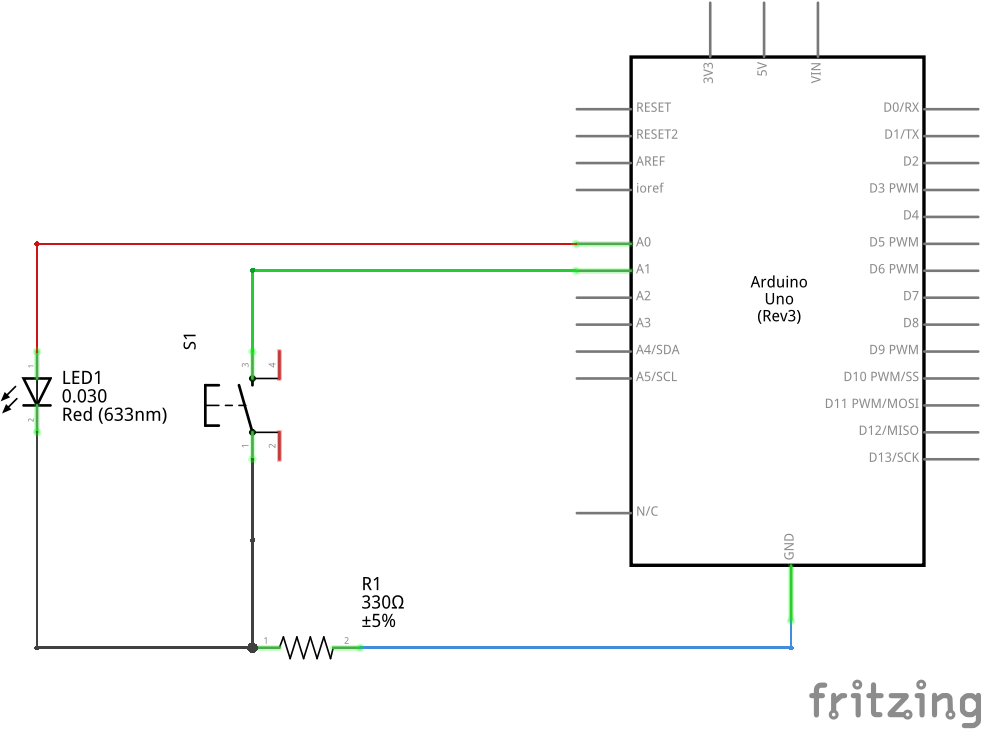 3V3
5V
VIN
RESET
D0/RX
RESET2
D1/TX
AREF
D2
ioref
D3 PWM
D4
A0
D5 PWM
A1
D6 PWM
Arduino
Uno
(Rev3)
A2
D7
A3
D8
A4/SDA
D9 PWM
A5/SCL
D10 PWM/SS
D11 PWM/MOSI
D12/MISO
D13/SCK
N/C
GND
S1
3
4
1
2
1
LED1
0.030
Red (633nm)
2
R1
330Ω
±5%
1
2
fritzing